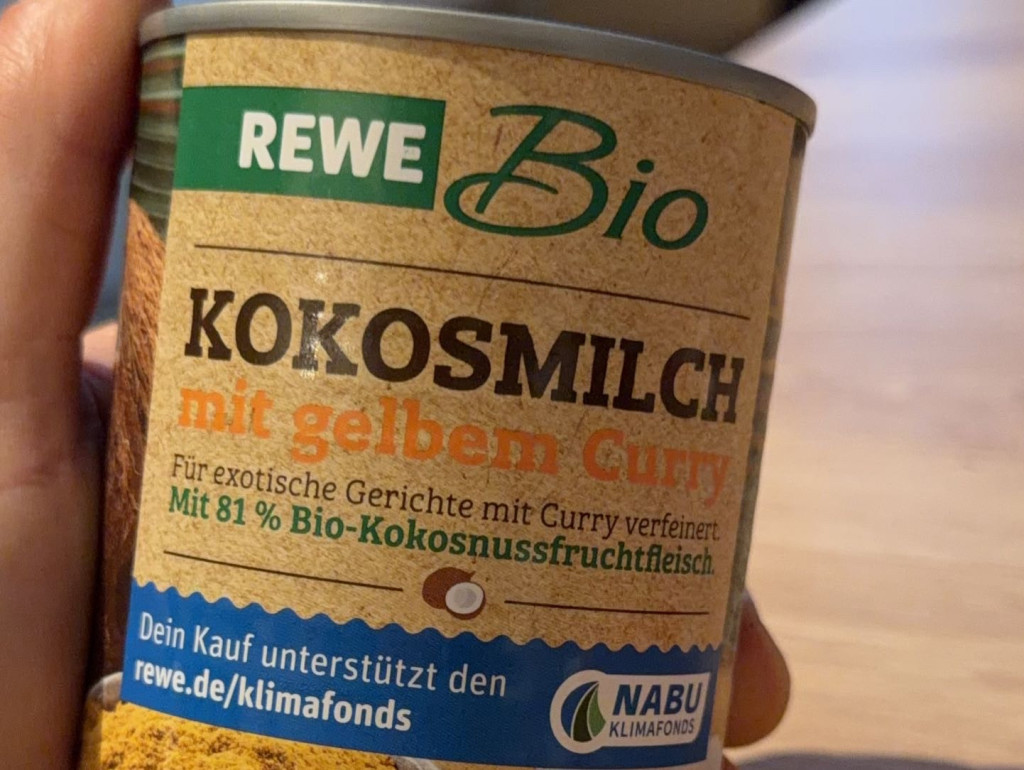 REWE Bio
KOKOSMILCH
mit gelbem Curry
Für exotische Gerichte mit Curry verfeinert.
Mit 81 % Bio-Kokosnussfruchtfleisch.
Dein Kauf unterstützt den
rewe.de/klimafonds
NABU
KLIMAFONDS